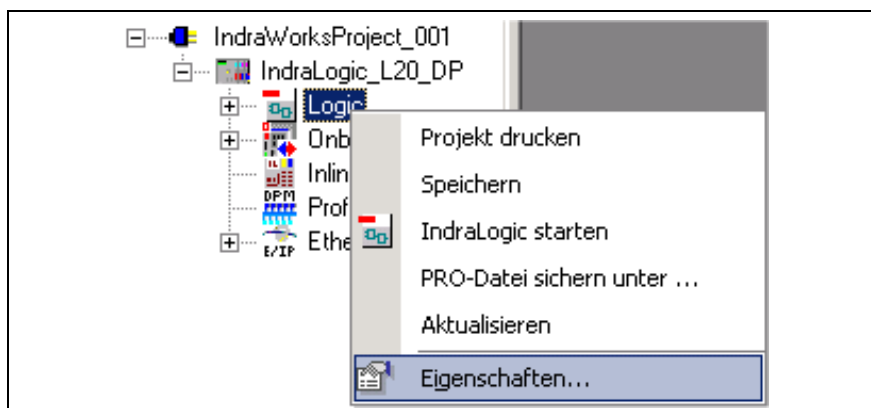 IndraWorksProject_001
IndraLogic_L20_DP
Logic
Onb
Inlin
DPM
Prof
E/IP
Ethe
Projekt drucken
Speichern
IndraLogic starten
PRO-Datei sichern unter ...
Aktualisieren
Eigenschaften...